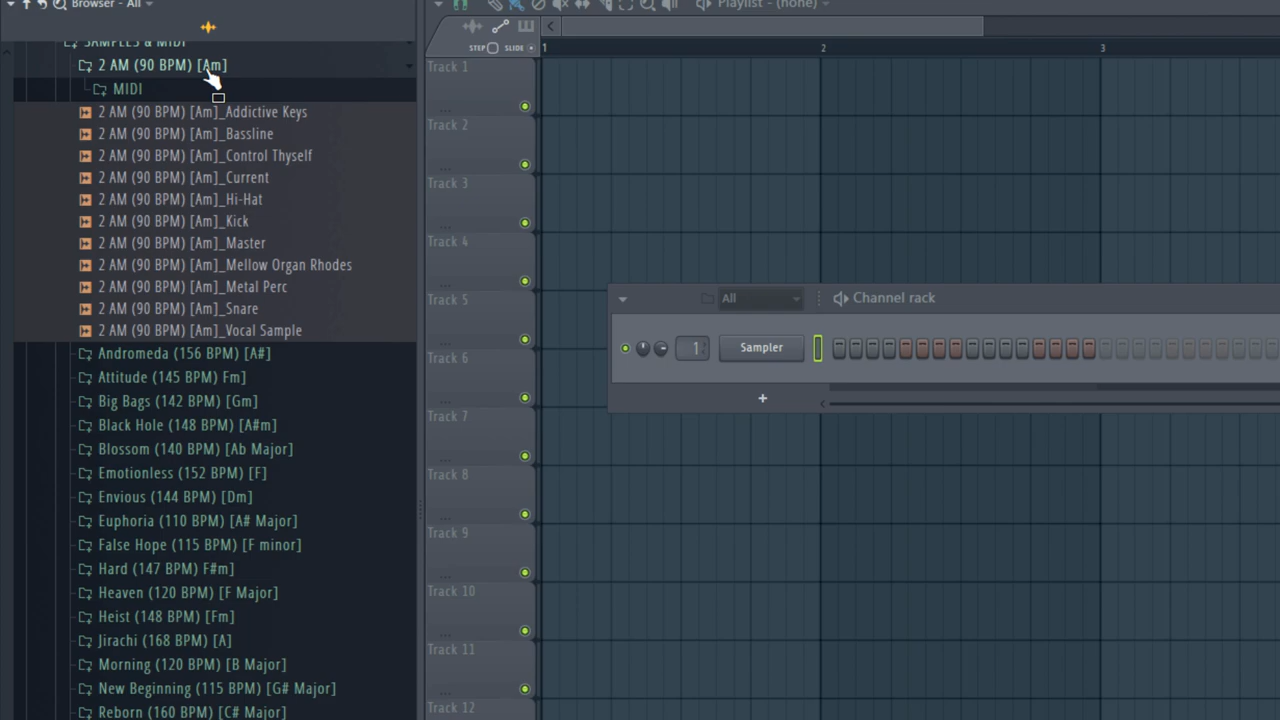 Browser - All
Playlist - (none)
SAMPLES & MIDI
STEP SLIDE
1 2 3
2 AM (90 BPM) [Am]
MIDI
2 AM (90 BPM) [Am]_Addictive Keys
2 AM (90 BPM) [Am]_Bassline
2 AM (90 BPM) [Am]_Control Thyself
2 AM (90 BPM) [Am]_Current
2 AM (90 BPM) [Am]_Hi-Hat
2 AM (90 BPM) [Am]_Kick
2 AM (90 BPM) [Am]_Master
2 AM (90 BPM) [Am]_Mellow Organ Rhodes
2 AM (90 BPM) [Am]_Metal Perc
2 AM (90 BPM) [Am]_Snare
2 AM (90 BPM) [Am]_Vocal Sample
Andromeda (156 BPM) [A#]
Attitude (145 BPM) Fm]
Big Bags (142 BPM) [Gm]
Black Hole (148 BPM) [A#m]
Blossom (140 BPM) [Ab Major]
Emotionless (152 BPM) [F]
Envious (144 BPM) [Dm]
Euphoria (110 BPM) [A# Major]
False Hope (115 BPM) [F minor]
Hard (147 BPM) F#m]
Heaven (120 BPM) [F Major]
Heist (148 BPM) [Fm]
Jirachi (168 BPM) [A]
Morning (120 BPM) [B Major]
New Beginning (115 BPM) [G# Major]
Reborn (160 BPM) [C# Major]
Track 1
...
Track 2
...
Track 3
...
Track 4
...
Track 5
...
Track 6
...
Track 7
...
Track 8
...
Track 9
...
Track 10
...
Track 11
...
Track 12
All
Channel rack
1
Sampler
+